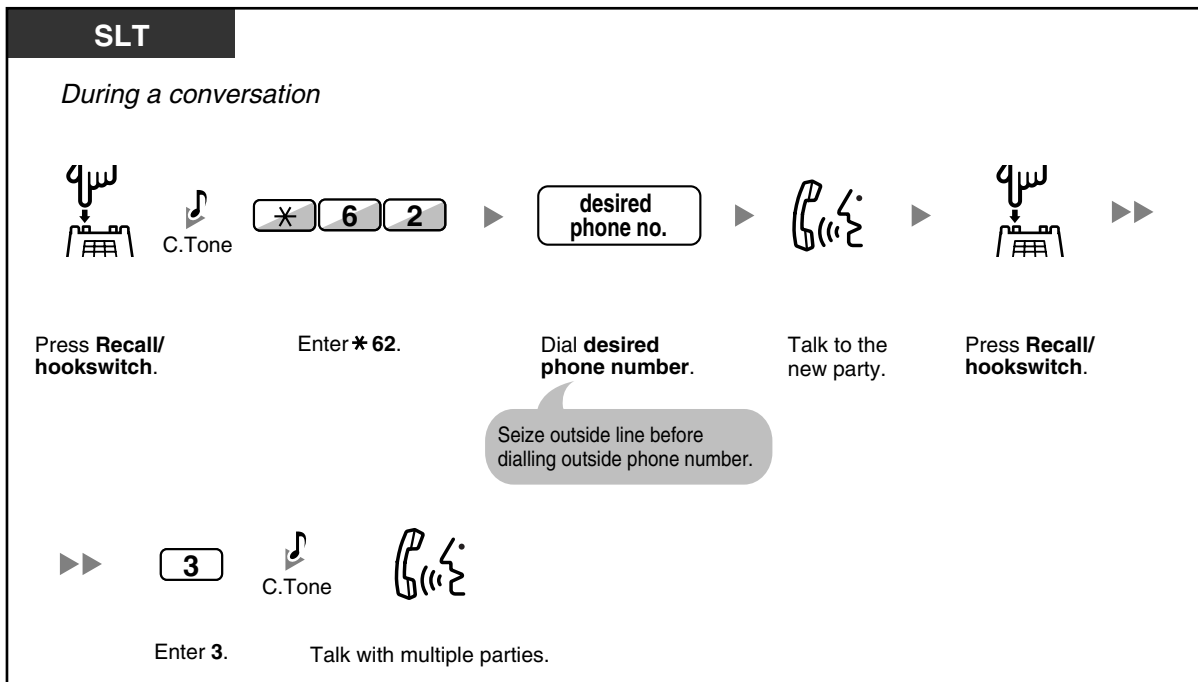 SLT
During a conversation
C.Tone
* 6 2
desired
phone no.
Press Recall/
hookswitch.
Enter * 62.
Dial desired
phone number.
Talk to the
new party.
Press Recall/
hookswitch.
Seize outside line before
dialling outside phone number.
3
C.Tone
Enter 3.
Talk with multiple parties.